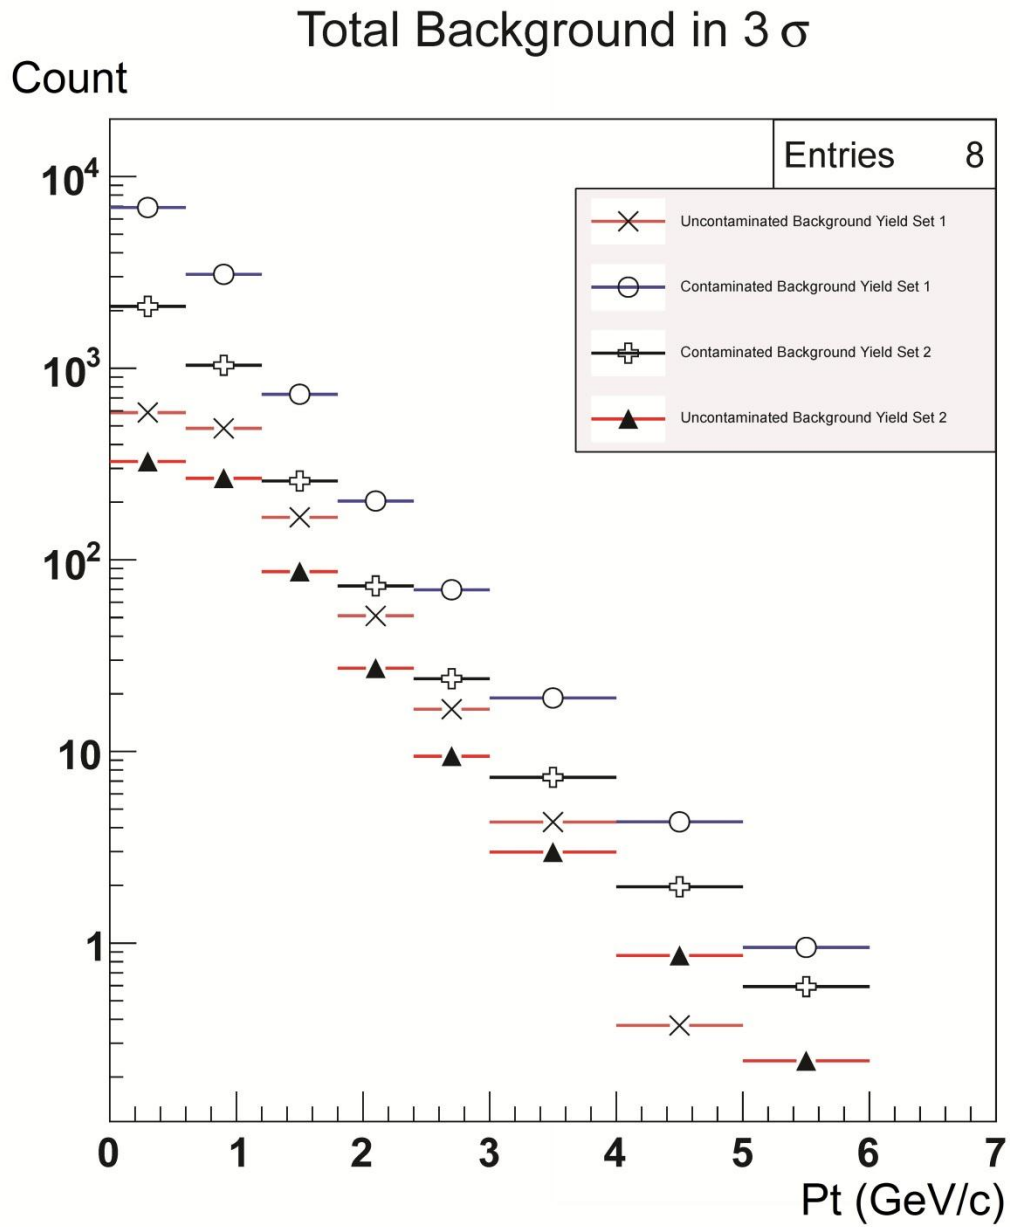 Total Background in 3 σ
Count
Entries 8
Uncontaminated Background Yield Set 1
Contaminated Background Yield Set 1
Contaminated Background Yield Set 2
Uncontaminated Background Yield Set 2
10⁴
10³
10²
10
1
0 1 2 3 4 5 6 7
Pt (GeV/c)